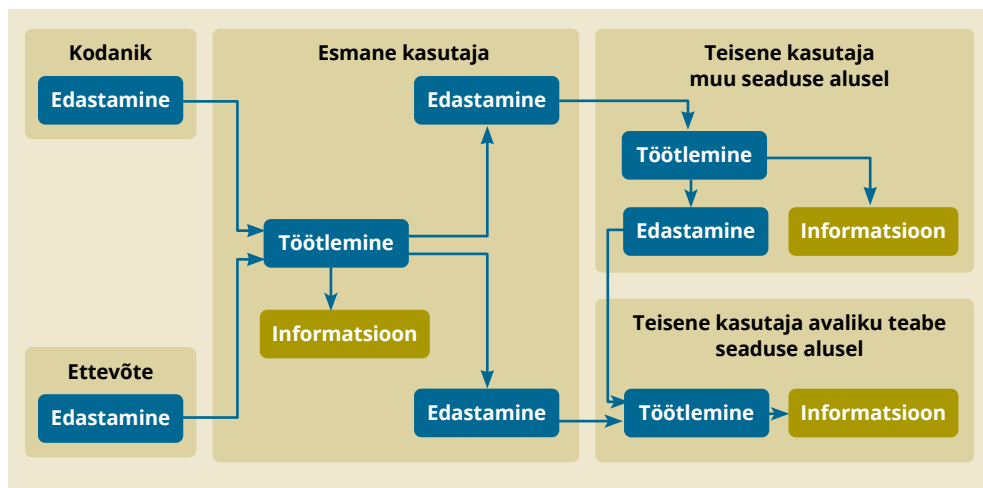 Kodanik
Edastamine
Ettevõte
Edastamine
Esmane kasutaja
Edastamine
Töötlemine
Informatsioon
Edastamine
Teisene kasutaja
muu seaduse alusel
Töötlemine
Edastamine
Informatsioon
Teisene kasutaja avaliku teabe
seaduse alusel
Töötlemine
Informatsioon